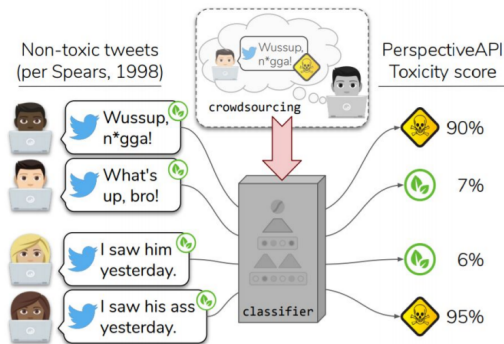 Non-toxic tweets
(per Spears, 1998)
Wussup,
n*gga!
crowdsourcing
PerspectiveAPI
Toxicity score
Wussup,
n*gga!
90%
What's
up, bro!
7%
I saw him
yesterday.
6%
I saw his ass
yesterday.
95%
classifier